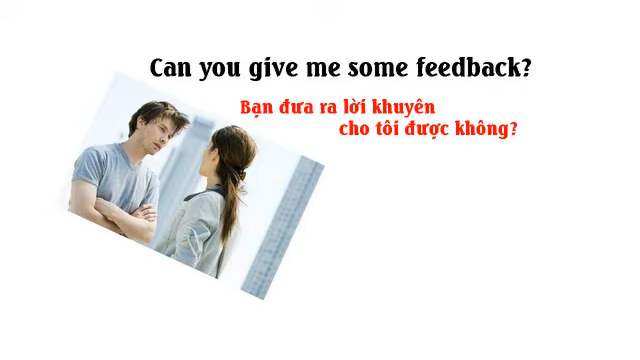 Can you give me some feedback?
Bạn đưa ra lời khuyên
cho tôi được không?